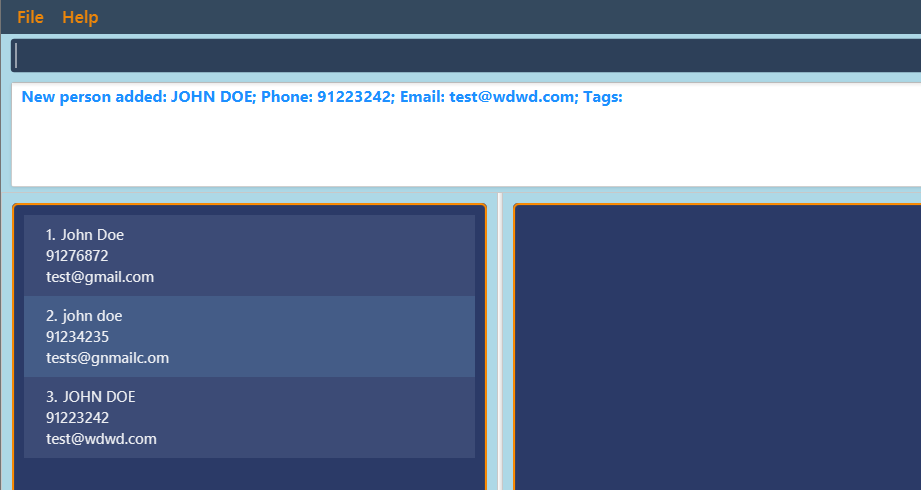 File Help
New person added: JOHN DOE; Phone: 91223242; Email: test@wdwd.com; Tags:
1. John Doe
91276872
test@gmail.com
2. john doe
91234235
tests@gnmailc.om
3. JOHN DOE
91223242
test@wdwd.com